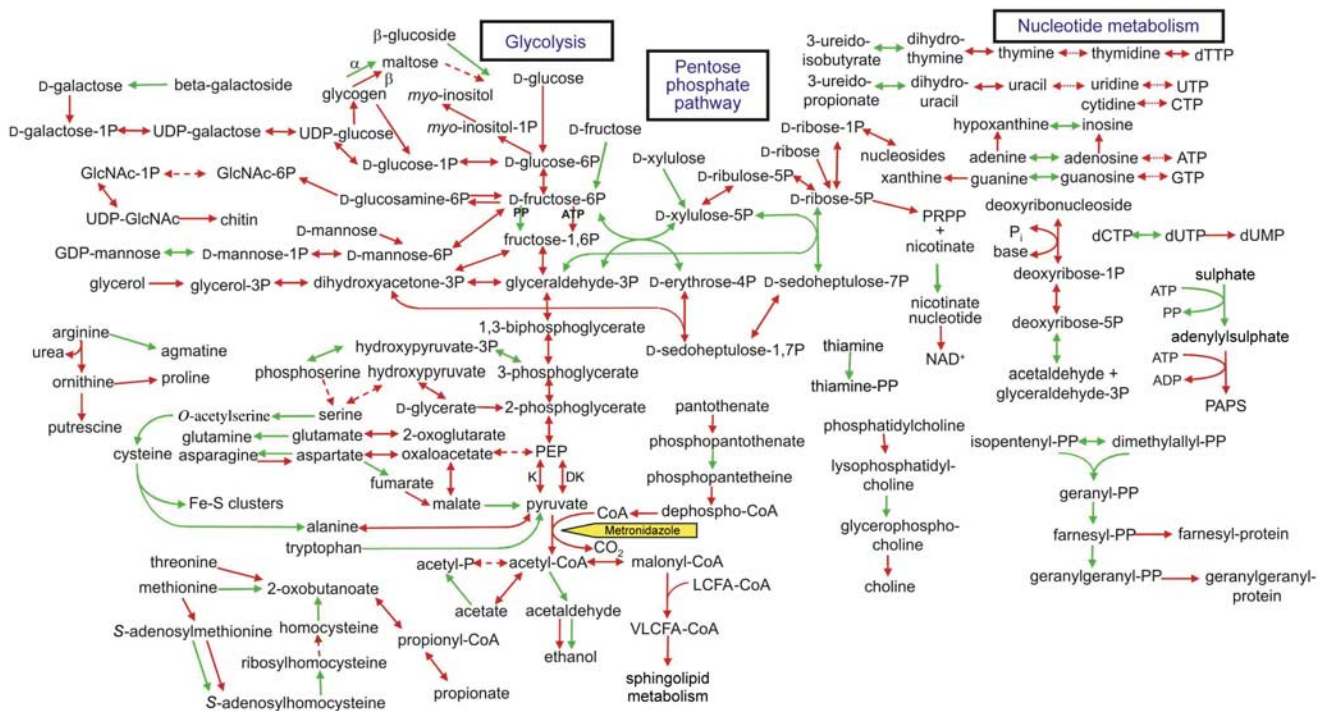 Glycolysis
Pentose
phosphate
pathway
Nucleotide metabolism
β-glucoside
α
maltose
β
D-glucose
D-galactose
beta-galactoside
glycogen
myo-inositol
D-galactose-1P
UDP-galactose
UDP-glucose
myo-inositol-1P
D-fructose
D-glucose-1P
D-glucose-6P
D-xylulose
GlcNAc-1P
GlcNAc-6P
D-glucosamine-6P
D-fructose-6P
PP
ATP
UDP-GlcNAc
chitin
D-mannose
fructose-1,6P
GDP-mannose
D-mannose-1P
D-mannose-6P
glycerol
glycerol-3P
dihydroxyacetone-3P
glyceraldehyde-3P
D-erythrose-4P
D-sedoheptulose-7P
D-ribose-1P
D-ribose
nucleosides
D-ribulose-5P
D-ribose-5P
D-xylulose-5P
PRPP
+
nicotinate
nicotinate
nucleotide
NAD⁺
D-sedoheptulose-1,7P
3-ureido-
isobutyrate
dihydro-
thymine
thymine
thymidine
dTTP
3-ureido-
propionate
dihydro-
uracil
uracil
uridine
UTP
cytidine
CTP
hypoxanthine
inosine
adenine
adenosine
ATP
xanthine
guanine
guanosine
GTP
deoxyribonucleoside
Pi
base
dCTP
dUTP
dUMP
deoxyribose-1P
deoxyribose-5P
acetaldehyde +
glyceraldehyde-3P
sulphate
ATP
PP
adenylylsulphate
ATP
ADP
PAPS
arginine
urea
agmatine
ornithine
proline
putrescine
1,3-biphosphoglycerate
hydroxypyruvate-3P
phosphoserine
hydroxypyruvate
3-phosphoglycerate
D-glycerate
2-phosphoglycerate
O-acetylserine
serine
glutamine
glutamate
2-oxoglutarate
cysteine
asparagine
aspartate
oxaloacetate
PEP
K
DK
fumarate
Fe-S clusters
malate
pyruvate
alanine
tryptophan
CoA
Metronidazole
CO₂
thiamine
thiamine-PP
pantothenate
phosphopantothenate
phosphopantetheine
dephospho-CoA
phosphatidylcholine
lysophosphatidyl-
choline
glycerophospho-
choline
choline
isopentenyl-PP
dimethylallyl-PP
geranyl-PP
farnesyl-PP
farnesyl-protein
geranylgeranyl-PP
geranylgeranyl-
protein
threonine
methionine
2-oxobutanoate
S-adenosylmethionine
homocysteine
ribosylhomocysteine
S-adenosylhomocysteine
propionyl-CoA
propionate
acetyl-P
acetyl-CoA
malonyl-CoA
acetate
acetaldehyde
LCFA-CoA
ethanol
VLCFA-CoA
sphingolipid
metabolism